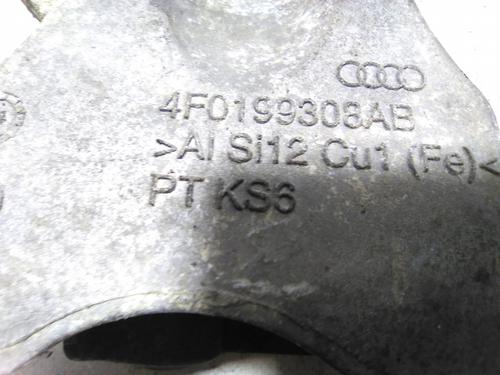 4F0199308AB
>Al Si12 Cu1 (Fe)<
PT KS6